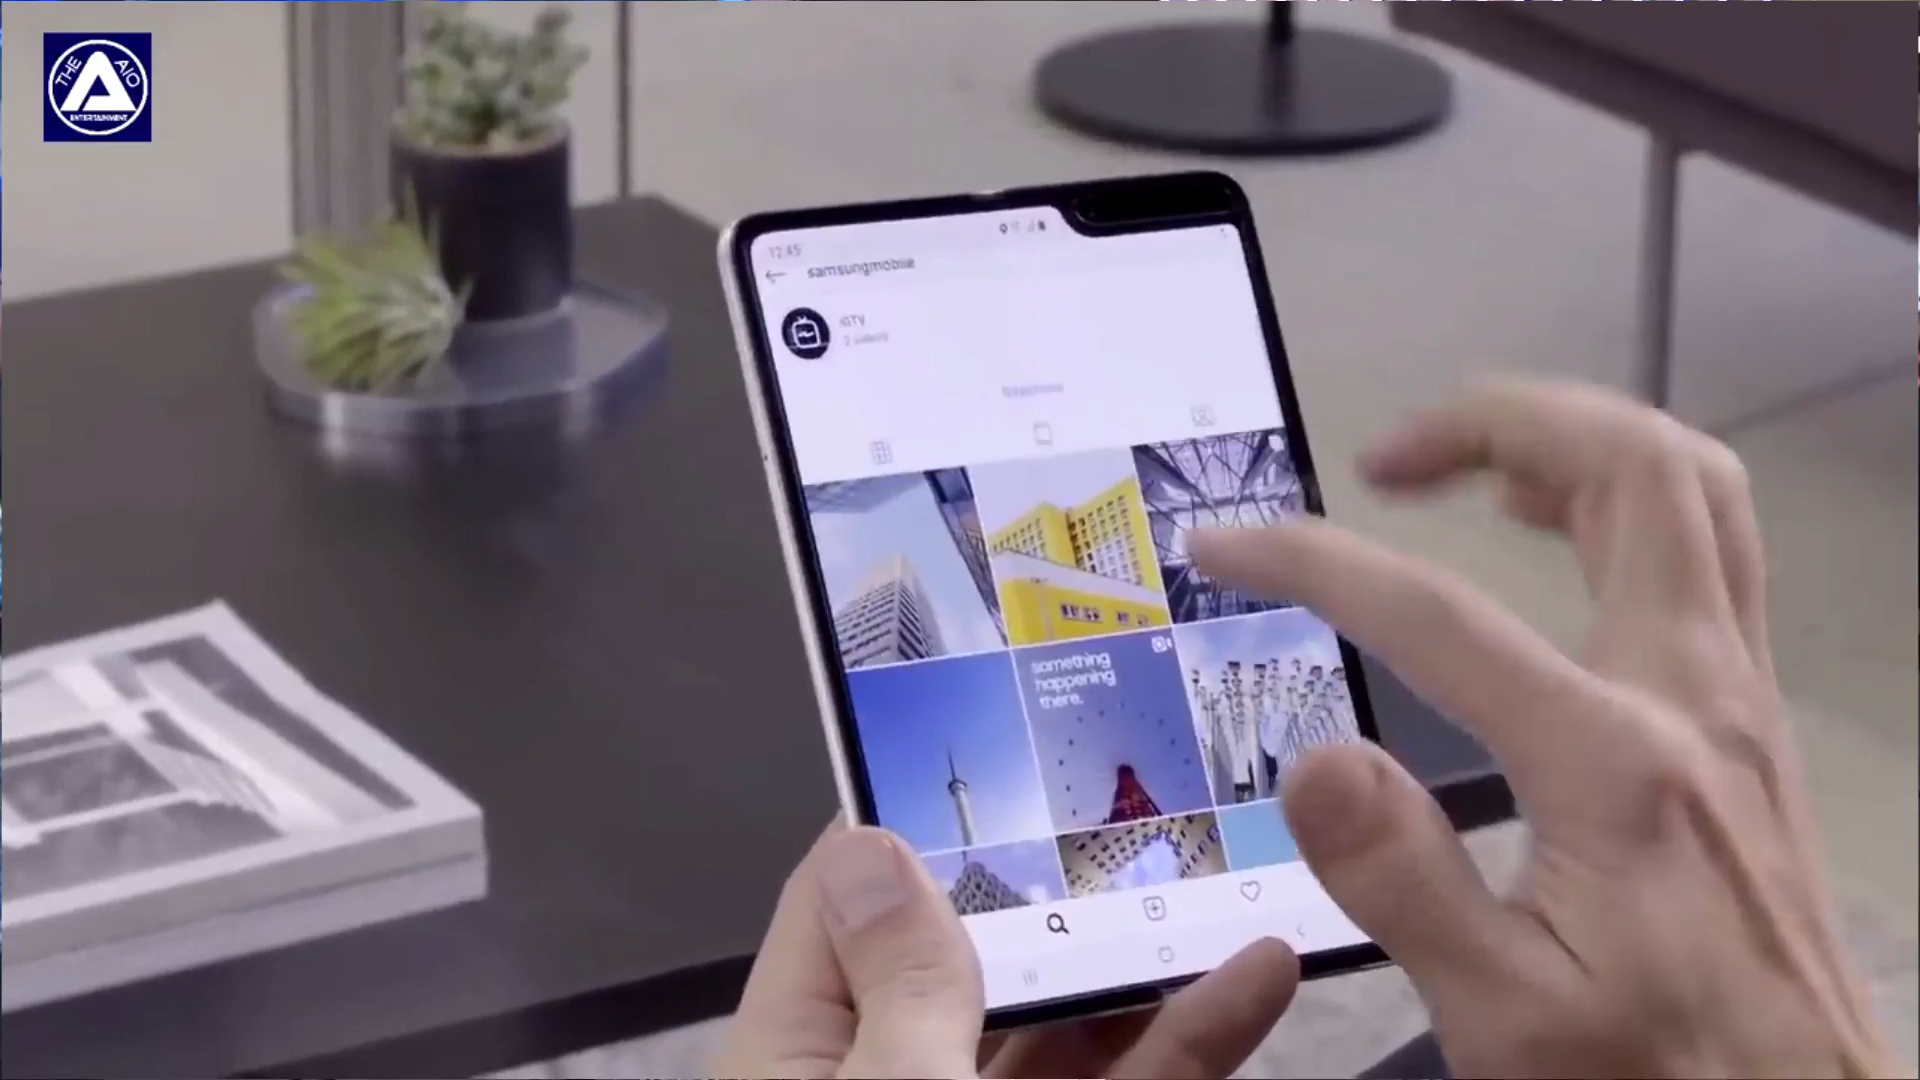 THE AIO
ENTERTAINMENT
12:45
samsungmobile
IGTV
something
happening
there.